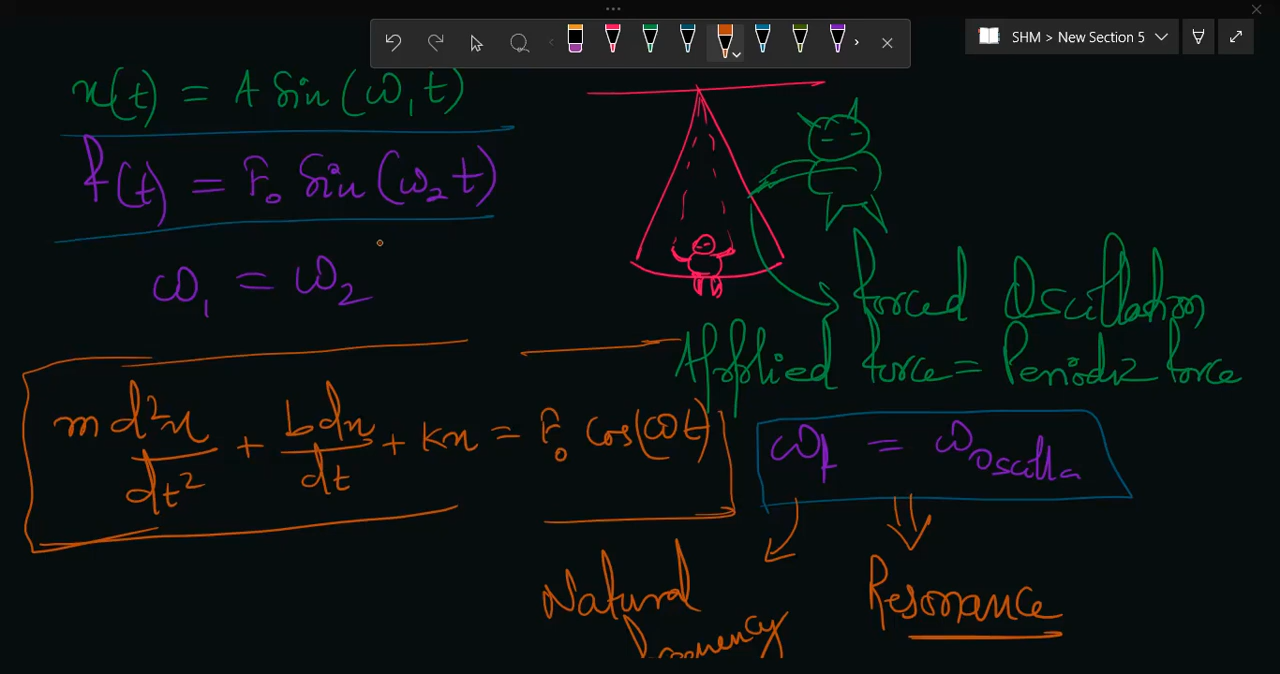 SHM > New Section 5
x(t) = A Sin(ω₁t)
f(t) = F₀ Sin(ω₂t)
ω₁ = ω₂
Forced Oscillation
Applied force = Periodic force
m d²x/dt² + b dx/dt + kx = F₀ cos(ωt)
ωf = ωOscilla
Natural
frequency
Resonance